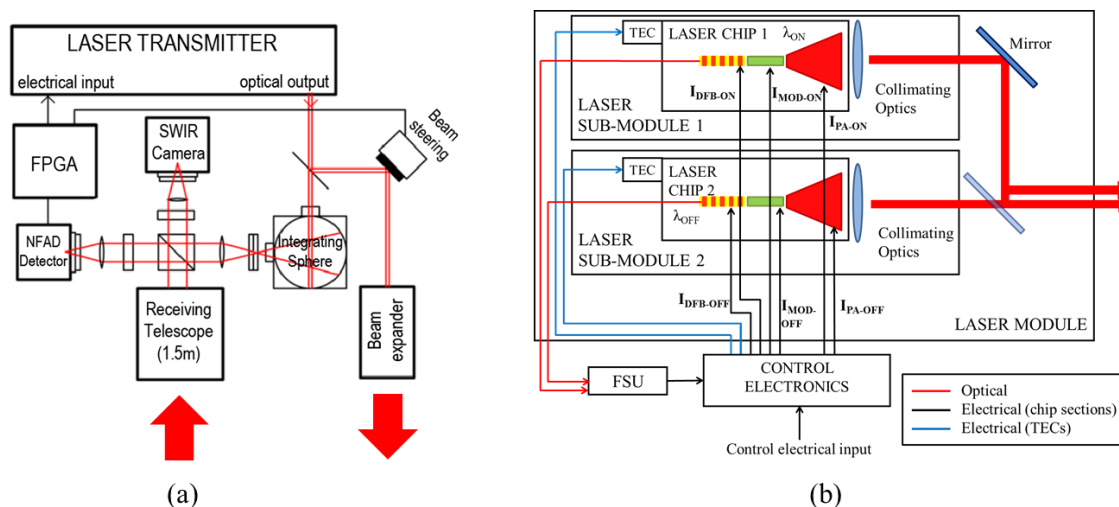 LASER TRANSMITTER
electrical input
optical output
SWIR
Camera
Beam
steering
FPGA
NFAD
Detector
Integrating
Sphere
Receiving
Telescope
(1.5m)
Beam
expander
(a)
TEC
LASER CHIP 1
λON
Mirror
IDFB-ON
IMOD-ON
Collimating
Optics
LASER
SUB-MODULE 1
IPA-ON
TEC
LASER
CHIP 2
λOFF
LASER
SUB-MODULE 2
Collimating
Optics
IDFB-OFF
IMOD-
OFF
IPA-OFF
LASER MODULE
FSU
CONTROL
ELECTRONICS
Control electrical input
Optical
Electrical (chip sections)
Electrical (TECs)
(b)